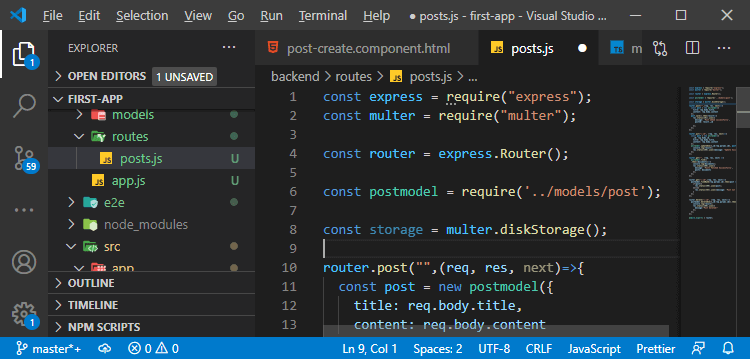 File Edit Selection View Go Run Terminal Help ● posts.js - first-app - Visual Studio ...
EXPLORER
OPEN EDITORS 1 UNSAVED
FIRST-APP
models
routes
JS posts.js U
JS app.js U
e2e
node_modules
src
app
OUTLINE
TIMELINE
NPM SCRIPTS
1
59
1
post-create.component.html
JS posts.js ●
TS m
backend > routes > JS posts.js > ...
1 const express = require("express");
2 const multer = require("multer");
3
4 const router = express.Router();
5
6 const postmodel = require('../models/post');
7
8 const storage = multer.diskStorage();
9
10 router.post("",(req, res, next)=>{
11 const post = new postmodel({
12 title: req.body.title,
13 content: req.body.content
master*+ 0 0 Ln 9, Col 1 Spaces: 2 UTF-8 CRLF JavaScript Prettier